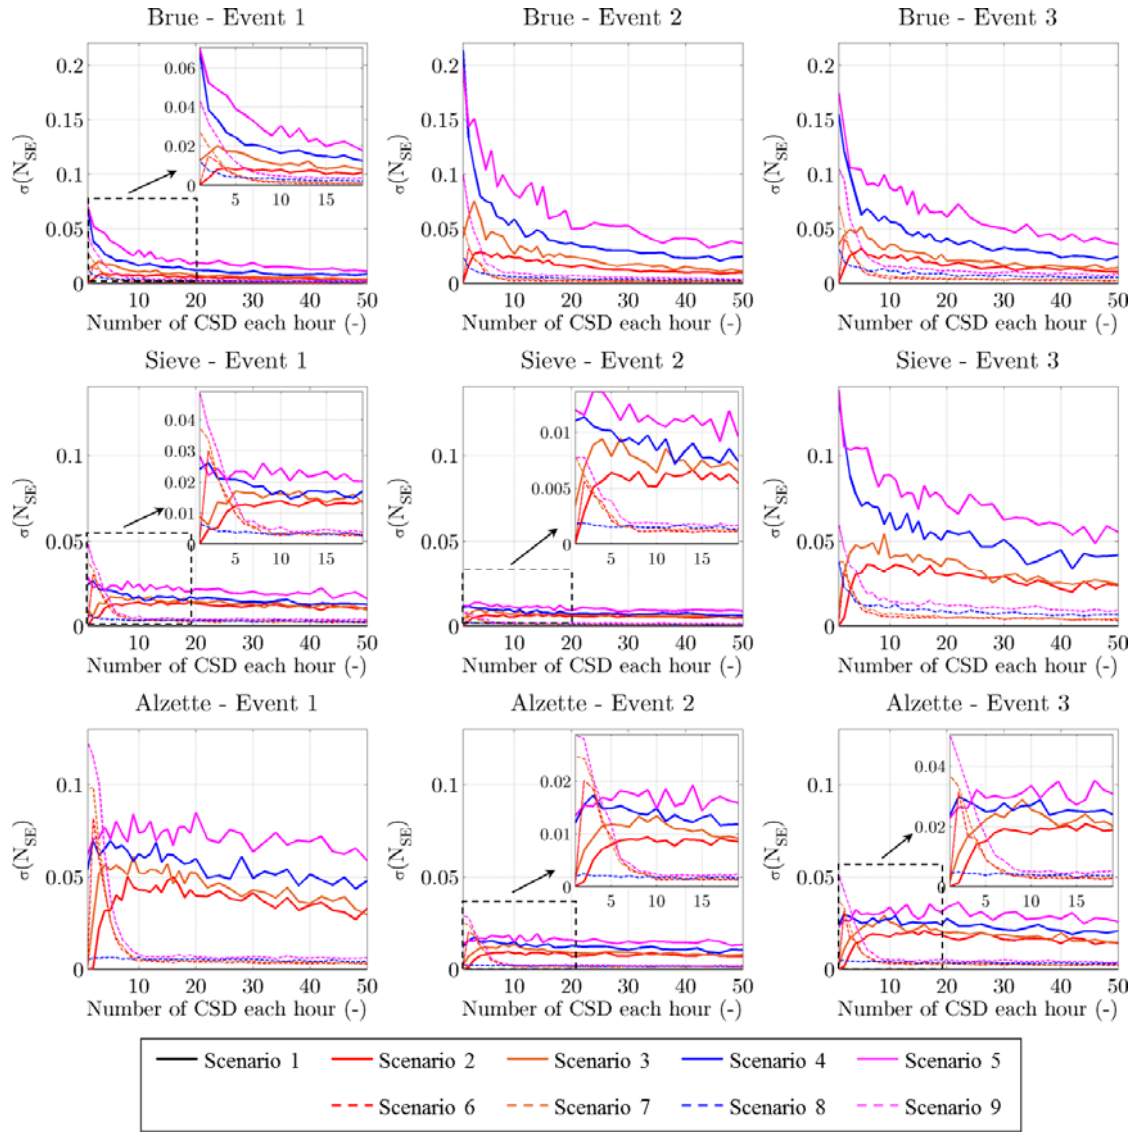 Brue - Event 1 Brue - Event 2 Brue - Event 3
0.2 0.2 0.2
0.15 0.15 0.15
0.1 0.1 0.1
0.05 0.05 0.05
0 0 0
σ(N_SE) σ(N_SE) σ(N_SE)
0.06
0.04
0.02
0
5 10 15
10 20 30 40 50 10 20 30 40 50 10 20 30 40 50
Number of CSD each hour (-) Number of CSD each hour (-) Number of CSD each hour (-)
Sieve - Event 1 Sieve - Event 2 Sieve - Event 3
0.1 0.1 0.1
0.05 0.05 0.05
0 0 0
σ(N_SE) σ(N_SE) σ(N_SE)
0.04
0.03
0.02
0.01
0
5 10 15
0.01
0.005
0
5 10 15
10 20 30 40 50 10 20 30 40 50 10 20 30 40 50
Number of CSD each hour (-) Number of CSD each hour (-) Number of CSD each hour (-)
Alzette - Event 1 Alzette - Event 2 Alzette - Event 3
0.1 0.1 0.1
0.05 0.05 0.05
0 0 0
σ(N_SE) σ(N_SE) σ(N_SE)
0.02
0.01
0
5 10 15
0.04
0.02
0
5 10 15
10 20 30 40 50 10 20 30 40 50 10 20 30 40 50
Number of CSD each hour (-) Number of CSD each hour (-) Number of CSD each hour (-)
Scenario 1 Scenario 2 Scenario 3 Scenario 4 Scenario 5
Scenario 6 Scenario 7 Scenario 8 Scenario 9